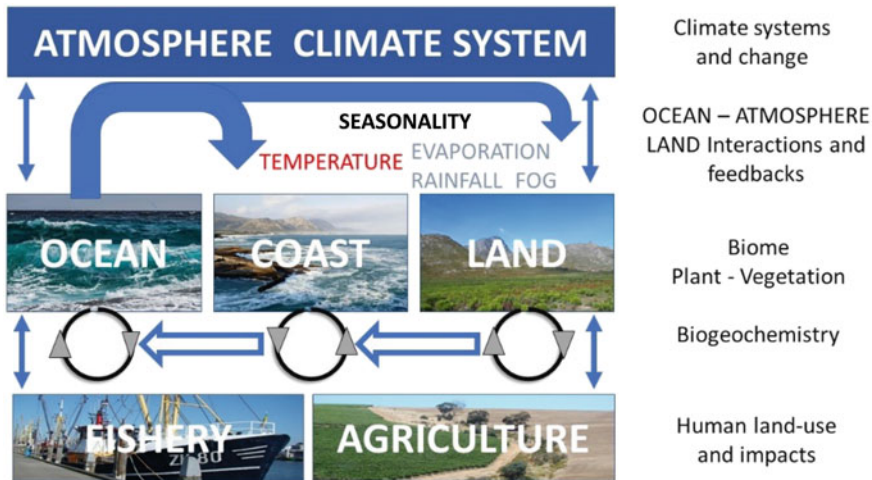 ATMOSPHERE CLIMATE SYSTEM
Climate systems
and change
SEASONALITY
TEMPERATURE
EVAPORATION
RAINFALL FOG
OCEAN – ATMOSPHERE
LAND Interactions and
feedbacks
OCEAN
COAST
LAND
Biome
Plant - Vegetation
Biogeochemistry
FISHERY
AGRICULTURE
Human land-use
and impacts